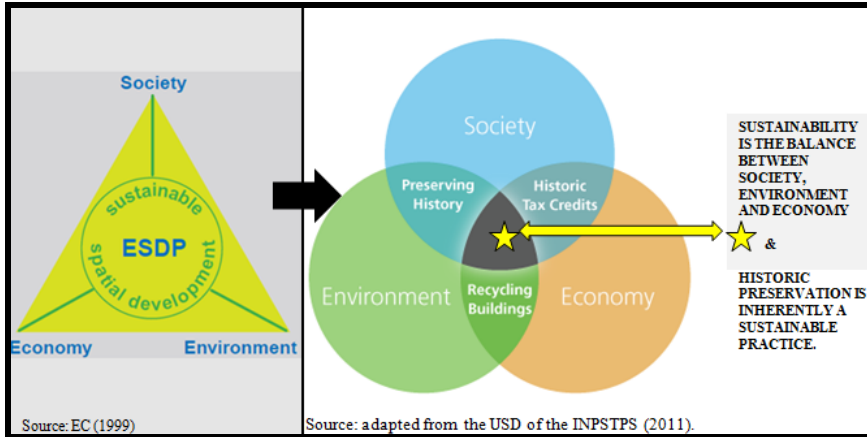 Society
sustainable
ESDP
spatial development
Economy
Environment
Source: EC (1999)
Society
Preserving
History
Historic
Tax Credits
Environment
Recycling
Buildings
Economy
Source: adapted from the USD of the INPSTPS (2011).
SUSTAINABILITY
IS THE BALANCE
BETWEEN
SOCIETY,
ENVIRONMENT
AND ECONOMY
&
HISTORIC
PRESERVATION IS
INHERENTLY A
SUSTAINABLE
PRACTICE.